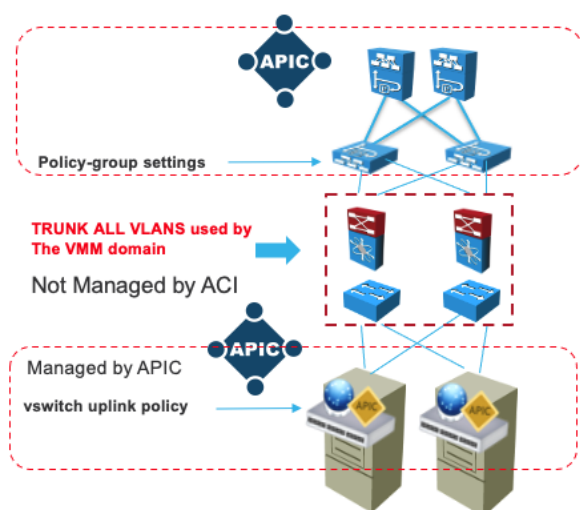 APIC
Policy-group settings
TRUNK ALL VLANS used by
The VMM domain
Not Managed by ACI
APIC
Managed by APIC
vswitch uplink policy
APIC
APIC